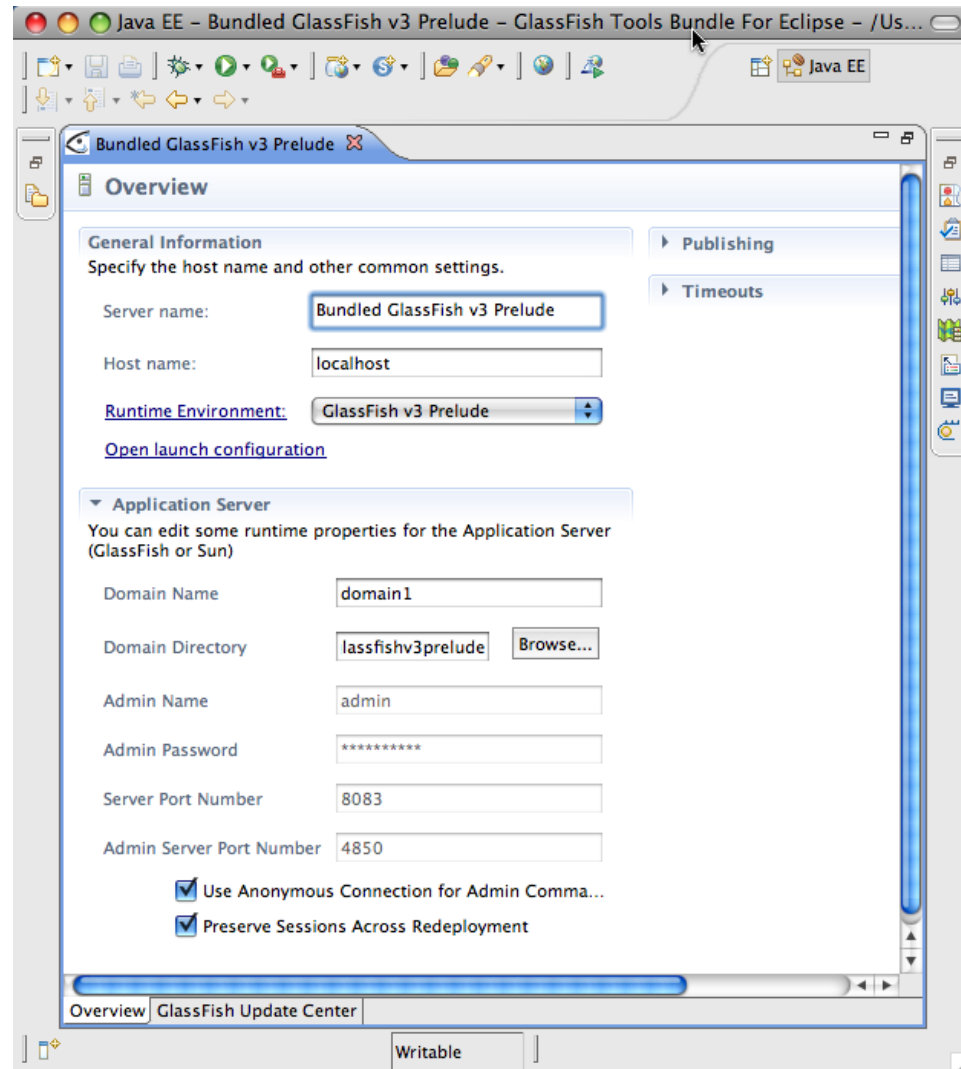 Java EE – Bundled GlassFish v3 Prelude – GlassFish Tools Bundle For Eclipse – /Us...
Java EE
Bundled GlassFish v3 Prelude
Overview
General Information
Specify the host name and other common settings.
Server name: Bundled GlassFish v3 Prelude
Host name: localhost
Runtime Environment: GlassFish v3 Prelude
Open launch configuration
Publishing
Timeouts
Application Server
You can edit some runtime properties for the Application Server
(GlassFish or Sun)
Domain Name domain1
Domain Directory lassfishv3prelude Browse...
Admin Name admin
Admin Password **********
Server Port Number 8083
Admin Server Port Number 4850
Use Anonymous Connection for Admin Comma...
Preserve Sessions Across Redeployment
Overview GlassFish Update Center
Writable